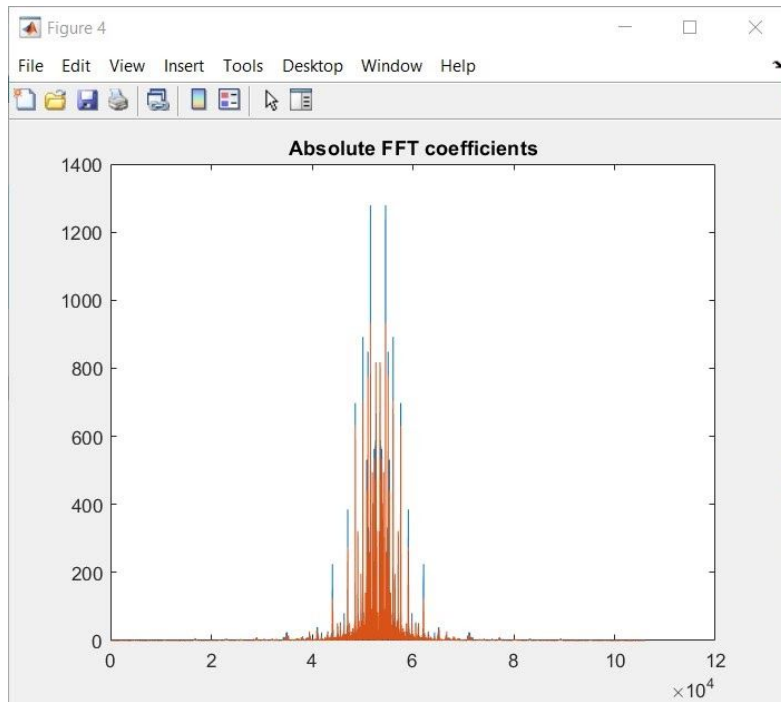 Figure 4
File Edit View Insert Tools Desktop Window Help
Absolute FFT coefficients
1400
1200
1000
800
600
400
200
0
0 2 4 6 8 10 12
×10⁴